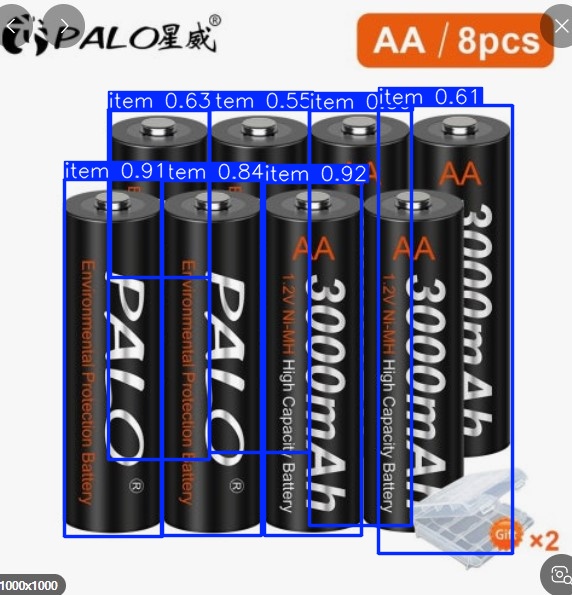 PALO星威®
AA / 8pcs
item 0.63
item 0.55
item
item 0.61
item 0.91
item 0.84
item 0.92
AA
AA
AA
3000mAh
Environmental Protection Battery
PALO®
Environmental Protection Battery
PALO®
1.2V Ni-MH High Capacity Battery
3000mAh
1.2V Ni-MH High Capacity Battery
3000mAh
Gift
×2
1000x1000